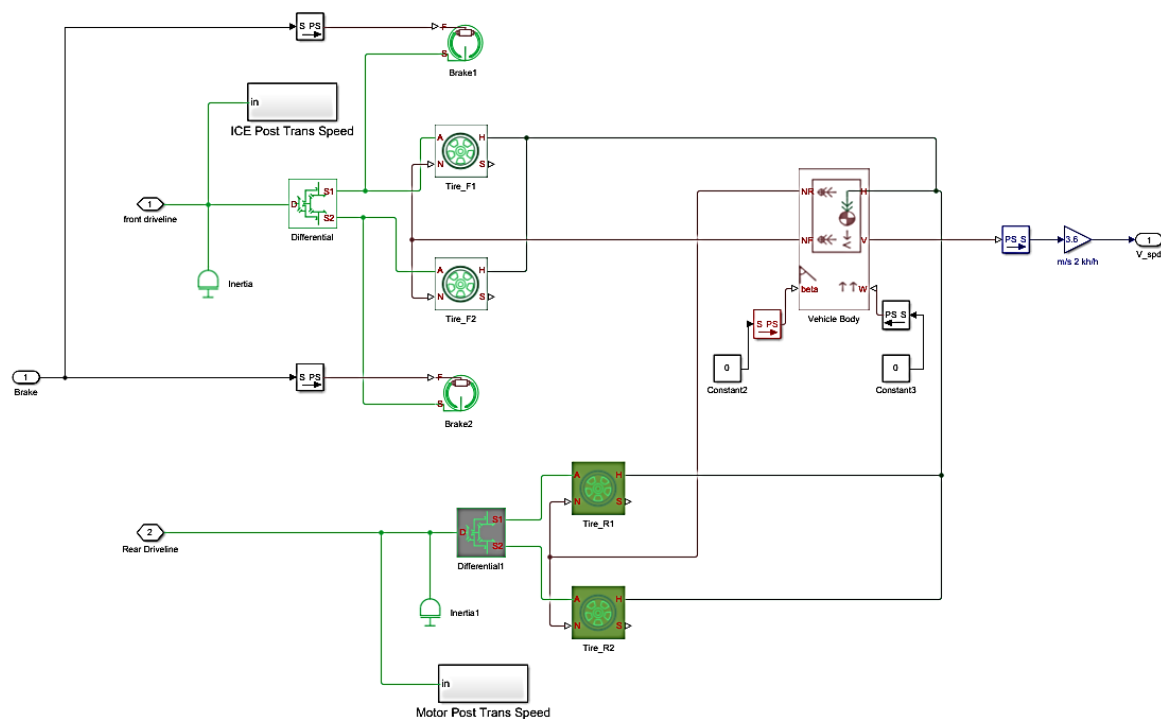 S PS
F
S
Brake1
in
ICE Post Trans Speed
A
H
N
S
Tire_F1
1
front driveline
D
S1
S2
Differential
NR
H
NF
V
beta
W
Vehicle Body
PS S
3.6
m/s 2 kh/h
1
V_spd
Inertia
A
H
N
S
Tire_F2
S PS
PS S
0
Constant2
0
Constant3
1
Brake
S PS
F
S
Brake2
A
H
N
S
Tire_R1
2
Rear Driveline
D
S1
S2
Differential1
Inertia1
A
H
N
S
Tire_R2
in
Motor Post Trans Speed